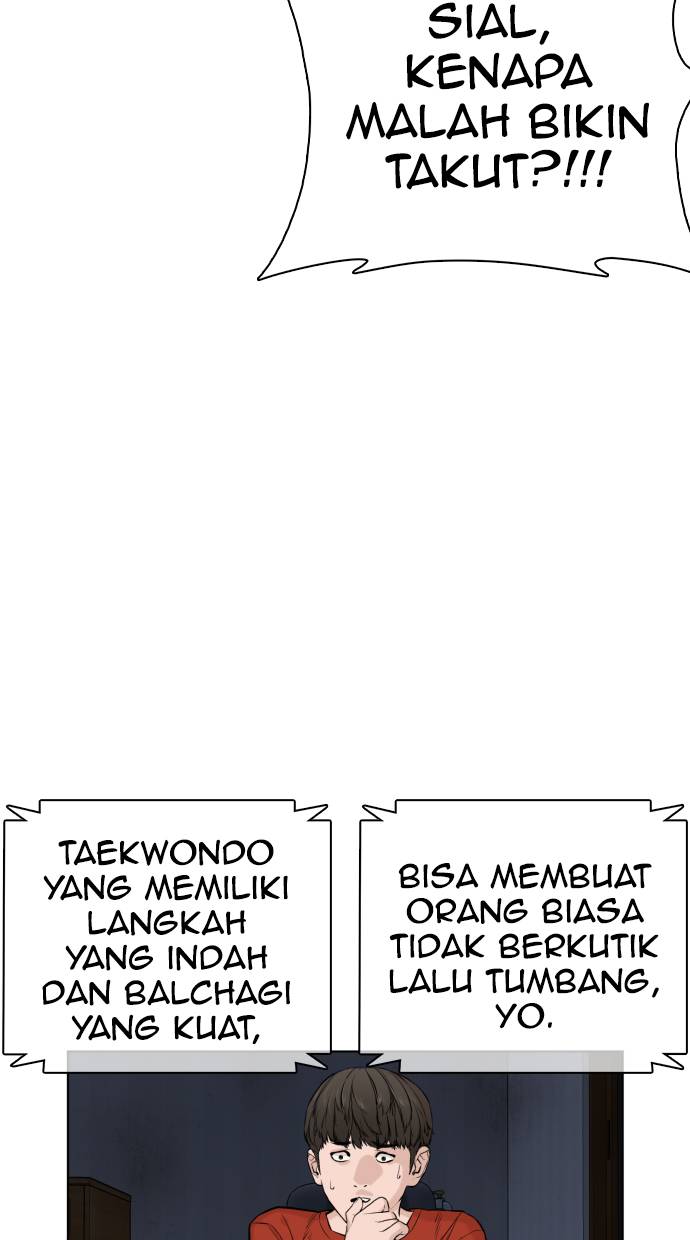 SIAL,
KENAPA
MALAH BIKIN
TAKUT?!!!
TAEKWONDO
YANG MEMILIKI
LANGKAH
YANG INDAH
DAN BALCHAGI
YANG KUAT,
BISA MEMBUAT
ORANG BIASA
TIDAK BERKUTIK
LALU TUMBANG,
YO.